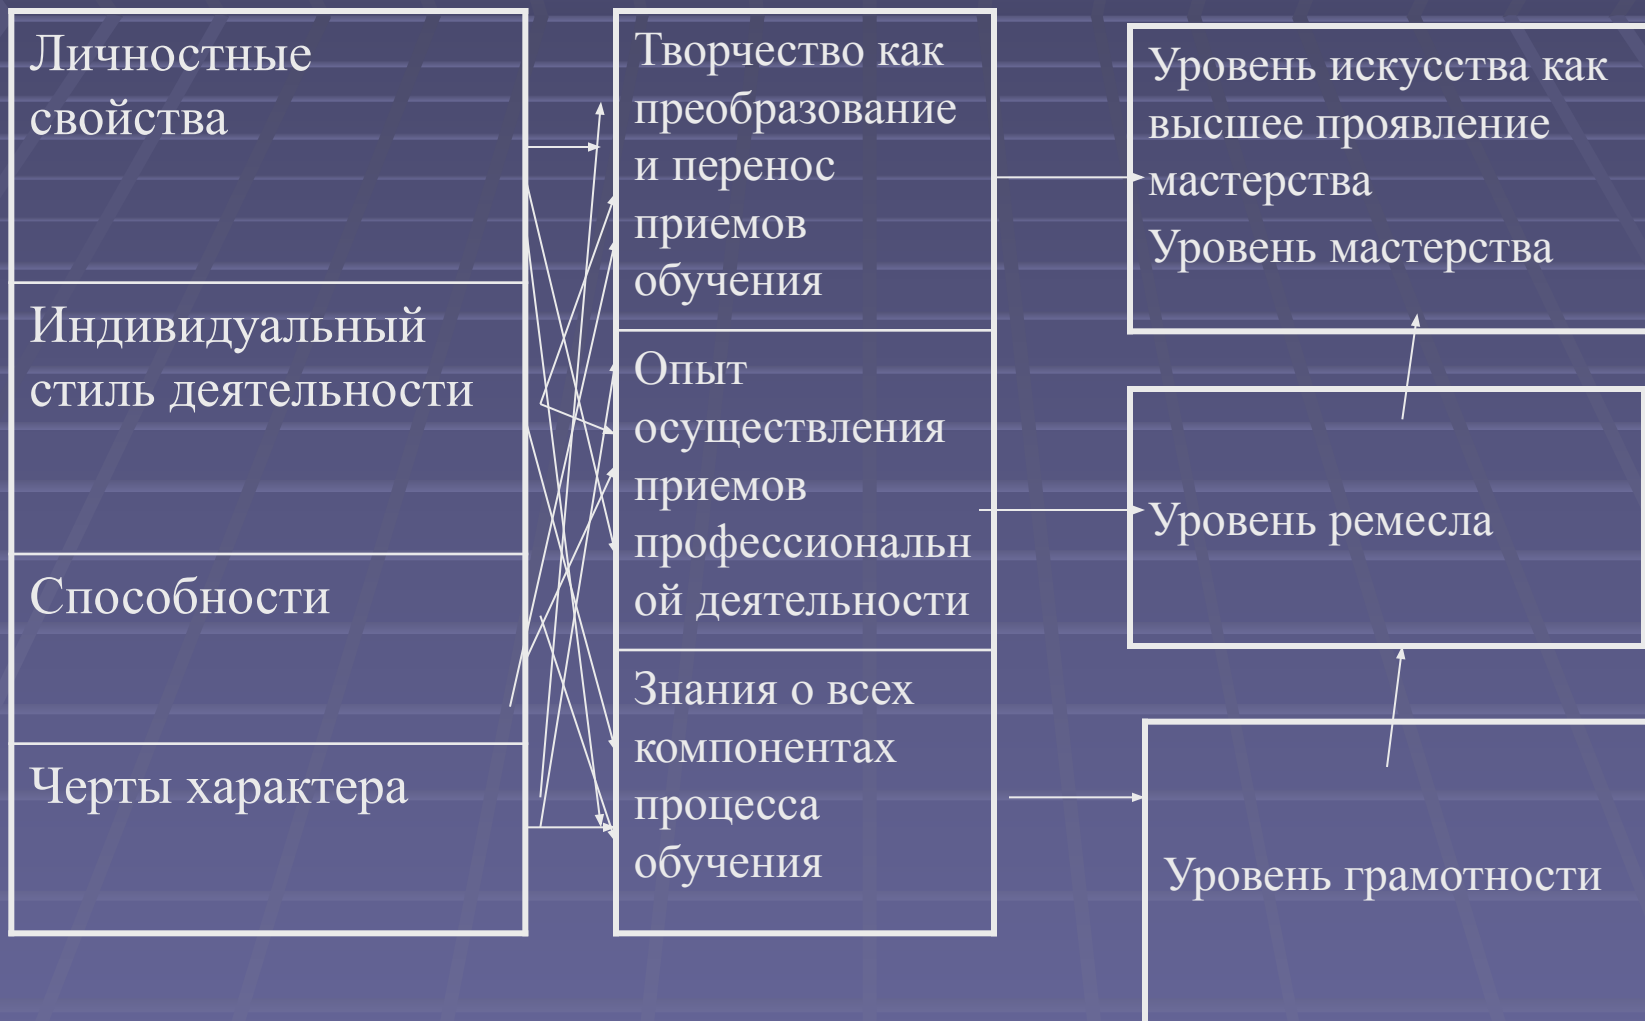 Личностные
свойства
Индивидуальный
стиль деятельности
Способности
Черты характера
Творчество как
преобразование
и перенос
приемов
обучения
Опыт
осуществления
приемов
профессиональн
ой деятельности
Знания о всех
компонентах
процесса
обучения
Уровень искусства как
высшее проявление
мастерства
Уровень мастерства
Уровень ремесла
Уровень грамотности